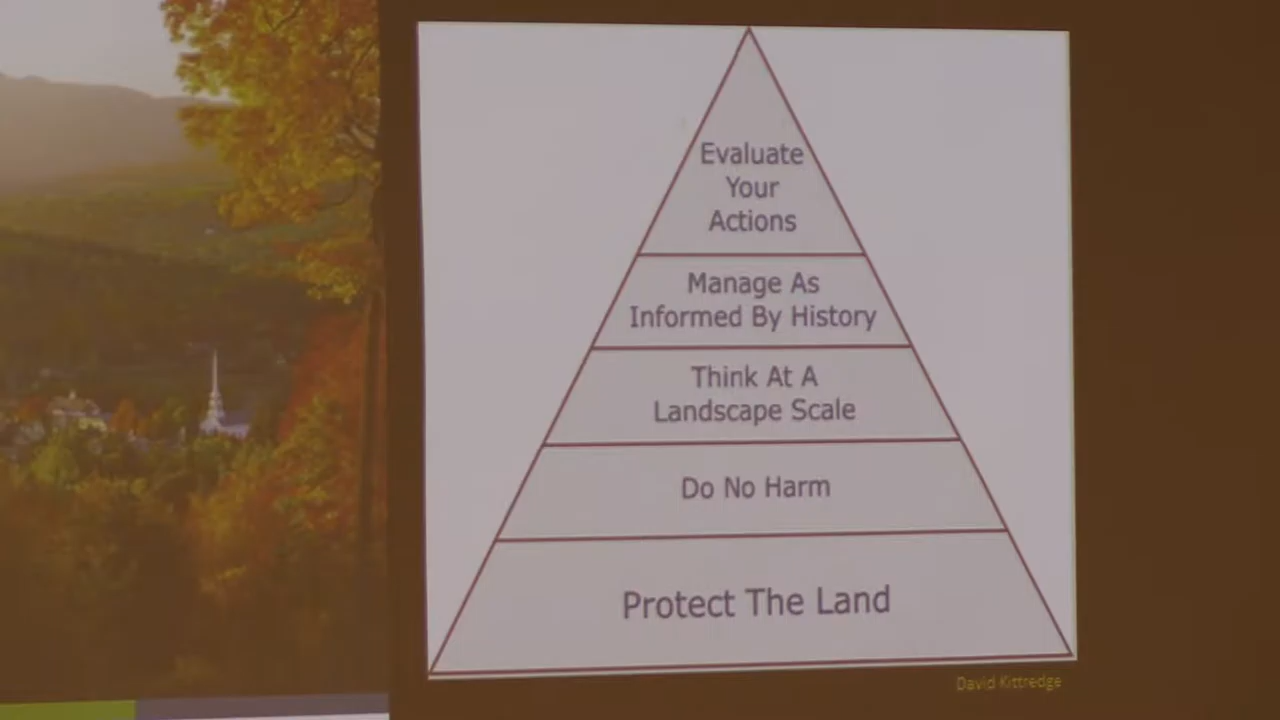 Evaluate
Your
Actions
Manage As
Informed By History
Think At A
Landscape Scale
Do No Harm
Protect The Land
David Kittredge